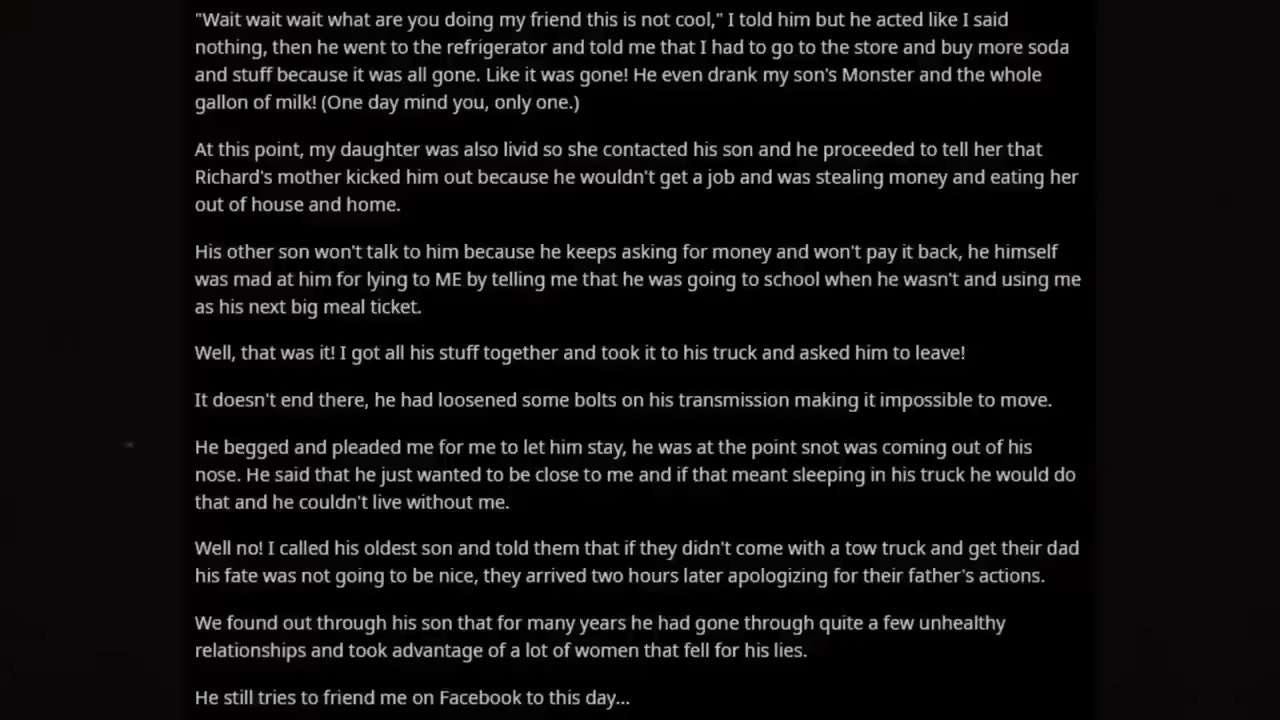 "Wait wait wait what are you doing my friend this is not cool," I told him but he acted like I said
nothing, then he went to the refrigerator and told me that I had to go to the store and buy more soda
and stuff because it was all gone. Like it was gone! He even drank my son's Monster and the whole
gallon of milk! (One day mind you, only one.)
At this point, my daughter was also livid so she contacted his son and he proceeded to tell her that
Richard's mother kicked him out because he wouldn't get a job and was stealing money and eating her
out of house and home.
His other son won't talk to him because he keeps asking for money and won't pay it back, he himself
was mad at him for lying to ME by telling me that he was going to school when he wasn't and using me
as his next big meal ticket.
Well, that was it! I got all his stuff together and took it to his truck and asked him to leave!
It doesn't end there, he had loosened some bolts on his transmission making it impossible to move.
He begged and pleaded me for me to let him stay, he was at the point snot was coming out of his
nose. He said that he just wanted to be close to me and if that meant sleeping in his truck he would do
that and he couldn't live without me.
Well no! I called his oldest son and told them that if they didn't come with a tow truck and get their dad
his fate was not going to be nice, they arrived two hours later apologizing for their father's actions.
We found out through his son that for many years he had gone through quite a few unhealthy
relationships and took advantage of a lot of women that fell for his lies.
He still tries to friend me on Facebook to this day...